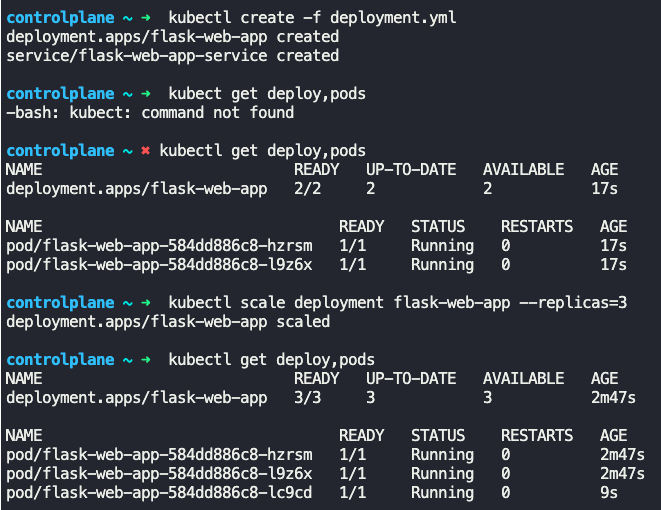 controlplane ~ ➜  kubectl create -f deployment.yml
deployment.apps/flask-web-app created
service/flask-web-app-service created
controlplane ~ ➜  kubect get deploy,pods
-bash: kubect: command not found
controlplane ~ ✖ kubectl get deploy,pods
NAME                            READY   UP-TO-DATE   AVAILABLE   AGE
deployment.apps/flask-web-app   2/2     2            2           17s
NAME                                 READY   STATUS    RESTARTS   AGE
pod/flask-web-app-584dd886c8-hzrsm   1/1     Running   0          17s
pod/flask-web-app-584dd886c8-l9z6x   1/1     Running   0          17s
controlplane ~ ➜  kubectl scale deployment flask-web-app --replicas=3
deployment.apps/flask-web-app scaled
controlplane ~ ➜  kubectl get deploy,pods
NAME                            READY   UP-TO-DATE   AVAILABLE   AGE
deployment.apps/flask-web-app   3/3     3            3           2m47s
NAME                                 READY   STATUS    RESTARTS   AGE
pod/flask-web-app-584dd886c8-hzrsm   1/1     Running   0          2m47s
pod/flask-web-app-584dd886c8-l9z6x   1/1     Running   0          2m47s
pod/flask-web-app-584dd886c8-lc9cd   1/1     Running   0          9s